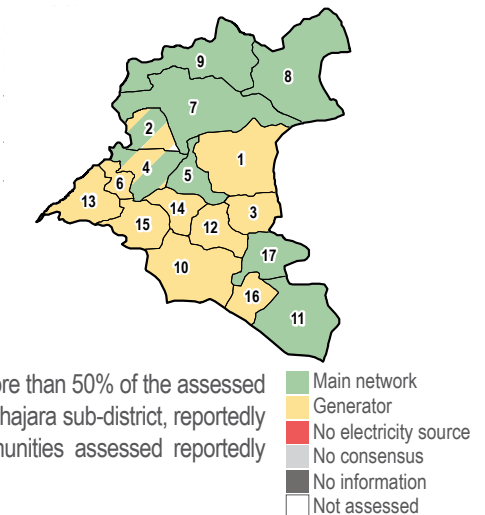 9
8
7
2
1
4
5
6
13
14
3
15
12
17
10
16
11
ore than 50% of the assessed
hajara sub-district, reportedly
munities assessed reportedly
Main network
Generator
No electricity source
No consensus
No information
Not assessed